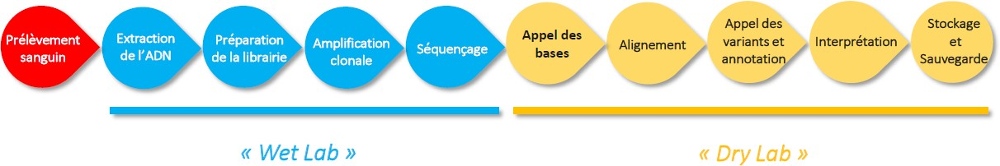 Prélèvement
sanguin
Extraction
de l'ADN
Préparation
de la librairie
Amplification
clonale
Séquençage
Appel des
bases
Alignement
Appel des
variants et
annotation
Interprétation
Stockage
et
Sauvegarde
« Wet Lab »
« Dry Lab »